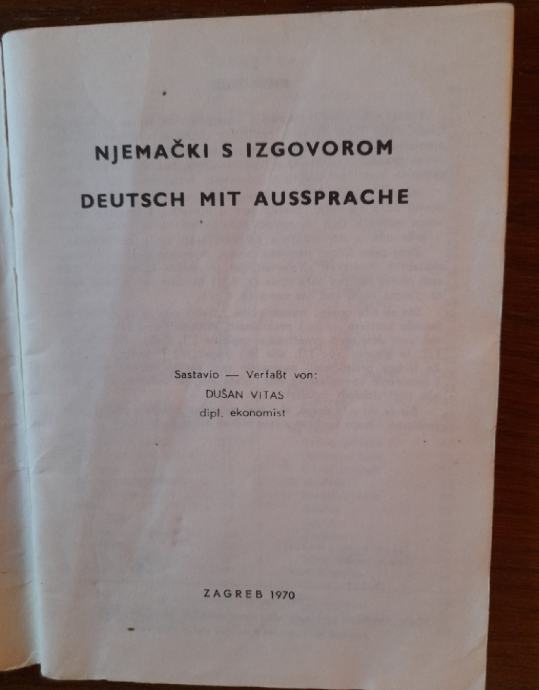 NJEMAČKI S IZGOVOROM
DEUTSCH MIT AUSSPRACHE
Sastavio — Verfaßt von:
DUŠAN VITAS
dipl. ekonomist
ZAGREB 1970